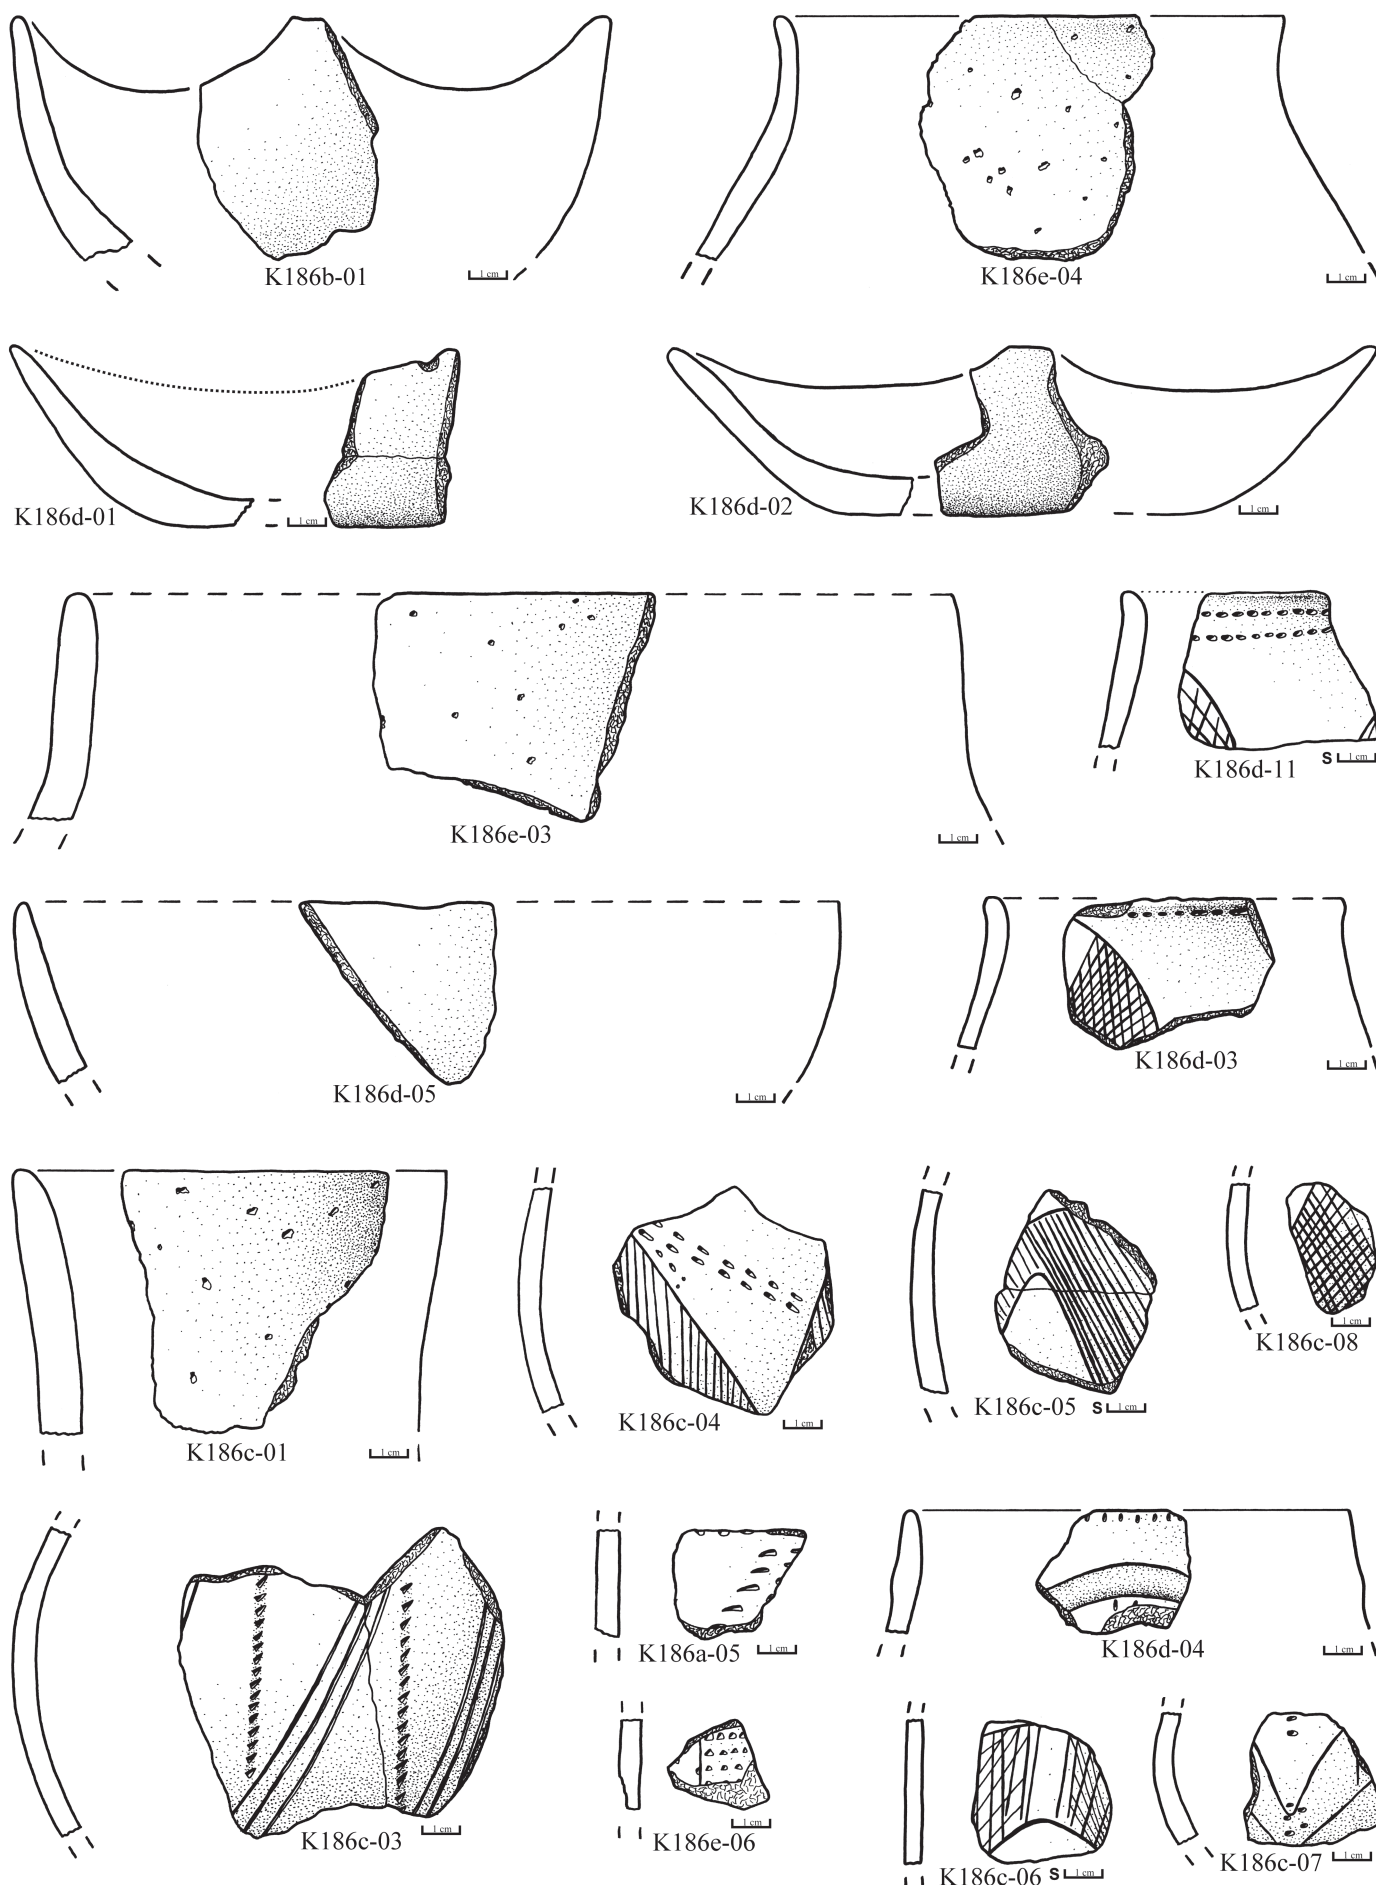 K186b-01
1 cm
K186e-04
1 cm
K186d-01
1 cm
K186d-02
1 cm
K186e-03
1 cm
K186d-11
S 1 cm
K186d-05
1 cm
K186d-03
1 cm
K186c-01
1 cm
K186c-04
1 cm
K186c-05 S 1 cm
K186c-08
1 cm
K186c-03
1 cm
K186a-05
1 cm
K186d-04
1 cm
K186e-06
1 cm
K186c-06 S 1 cm
K186c-07
1 cm